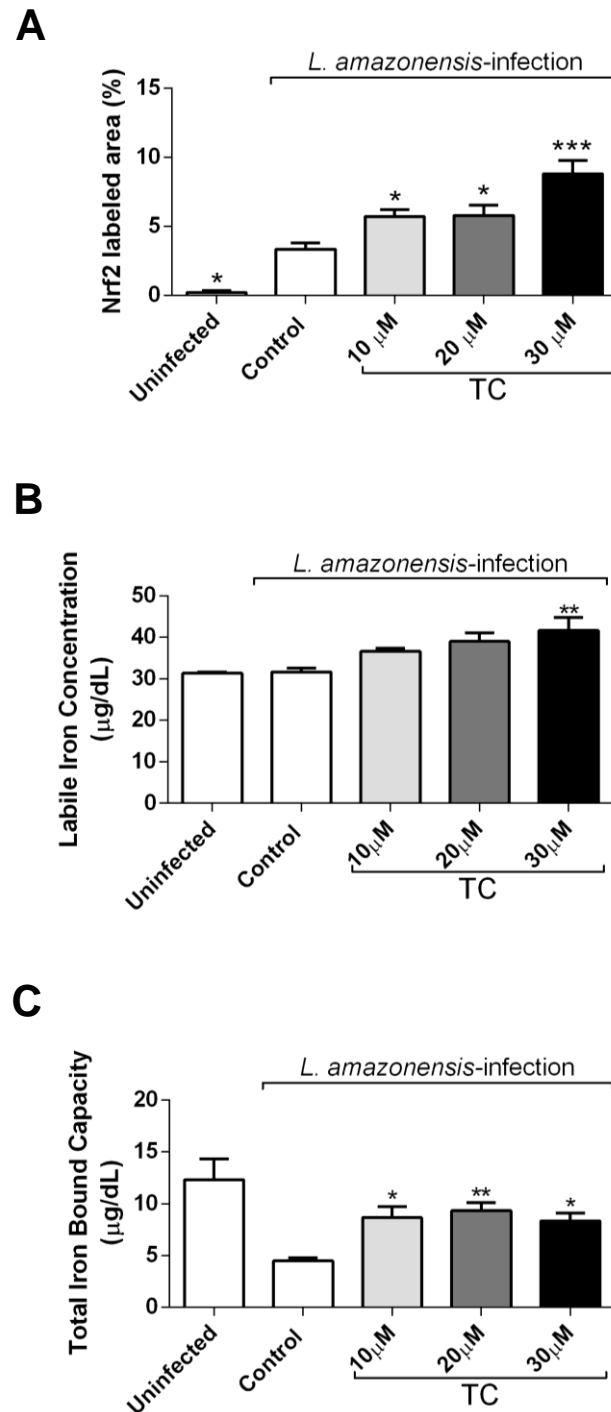 A
L. amazonensis-infection
Nrf2 labeled area (%)
15
10
5
0
*
*
*
***
Uninfected
Control
10 μM
20 μM
30 μM
TC
B
L. amazonensis-infection
Labile Iron Concentration
(μg/dL)
50
40
30
20
10
0
**
Uninfected
Control
10μM
20μM
30μM
TC
C
L. amazonensis-infection
Total Iron Bound Capacity
(μg/dL)
20
15
10
5
0
*
**
*
Uninfected
Control
10μM
20μM
30μM
TC